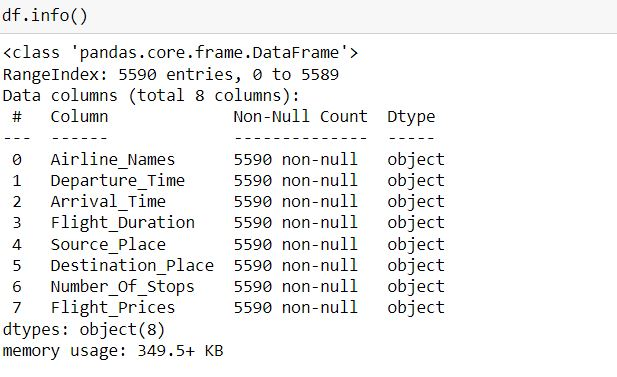 df.info()
<class 'pandas.core.frame.DataFrame'>
RangeIndex: 5590 entries, 0 to 5589
Data columns (total 8 columns):
 #   Column             Non-Null Count  Dtype
---  ------             --------------  -----
 0   Airline_Names      5590 non-null   object
 1   Departure_Time     5590 non-null   object
 2   Arrival_Time       5590 non-null   object
 3   Flight_Duration    5590 non-null   object
 4   Source_Place       5590 non-null   object
 5   Destination_Place  5590 non-null   object
 6   Number_Of_Stops    5590 non-null   object
 7   Flight_Prices      5590 non-null   object
dtypes: object(8)
memory usage: 349.5+ KB